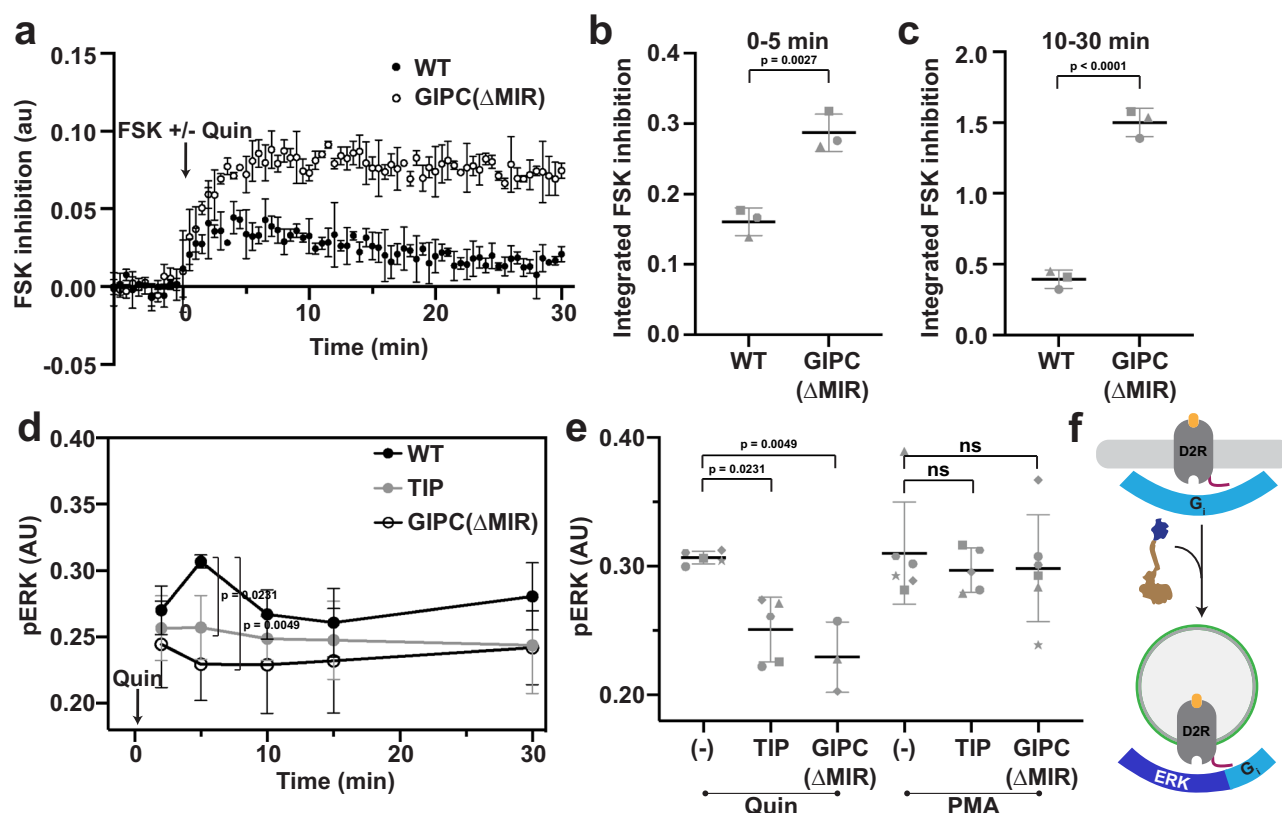 a
0.15
0.10
0.05
0.00
-0.05
FSK inhibition (au)
WT
GIPC(ΔMIR)
FSK +/- Quin
0
10
20
30
Time (min)
b
0-5 min
p = 0.0027
0.4
0.3
0.2
0.1
0.0
Integrated FSK inhibition
WT
GIPC
(ΔMIR)
c
10-30 min
p < 0.0001
2.0
1.5
1.0
0.5
0.0
Integrated FSK inhibition
WT
GIPC
(ΔMIR)
d
0.40
0.35
0.30
0.25
0.20
pERK (AU)
WT
TIP
GIPC(ΔMIR)
p = 0.0231
p = 0.0049
Quin
0
10
20
30
Time (min)
e
0.40
0.30
0.20
pERK (AU)
p = 0.0049
p = 0.0231
ns
ns
(-)
TIP
GIPC
(ΔMIR)
(-)
TIP
GIPC
(ΔMIR)
Quin
PMA
f
D2R
Gi
D2R
ERK
Gi